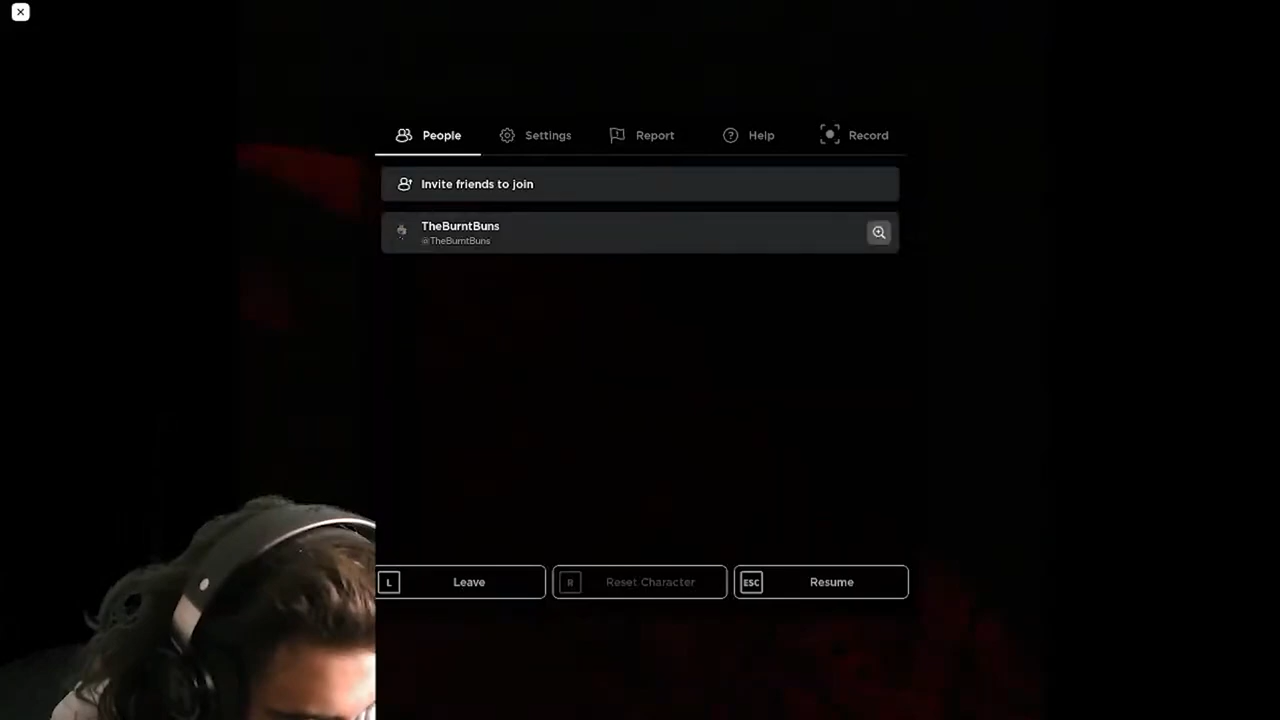 People
Settings
Report
Help
Record
Invite friends to join
TheBurntBuns
@TheBurntBuns
L Leave
R Reset Character
ESC Resume